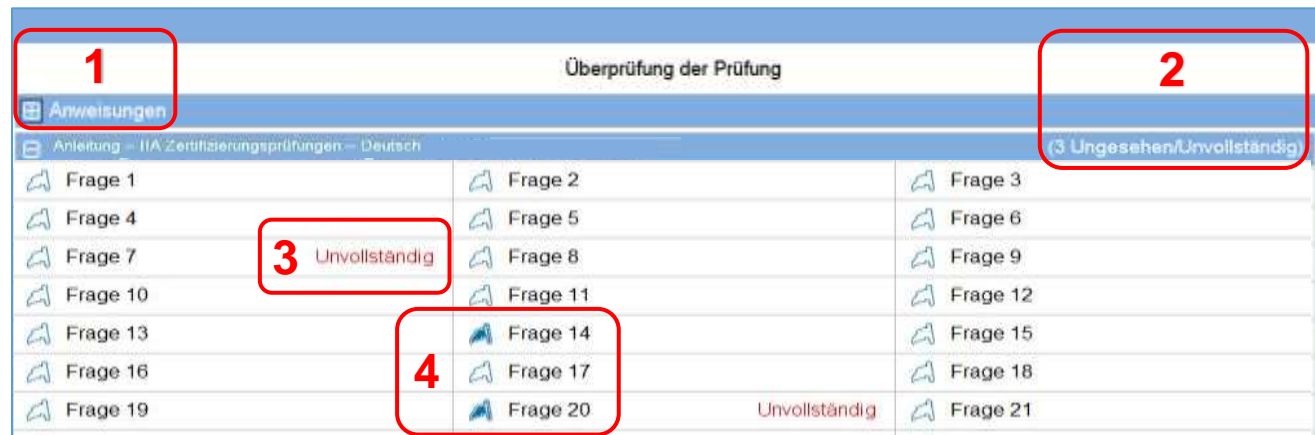 1
Überprüfung der Prüfung
2
Anweisungen
Anleitung – IIA Zertifizierungsprüfungen – Deutsch (3 Ungesehen/Unvollständig)
Frage 1 Frage 2 Frage 3
Frage 4 Frage 5 Frage 6
Frage 7 3 Unvollständig Frage 8 Frage 9
Frage 10 Frage 11 Frage 12
Frage 13 Frage 14 Frage 15
Frage 16 4 Frage 17 Frage 18
Frage 19 Frage 20 Unvollständig Frage 21